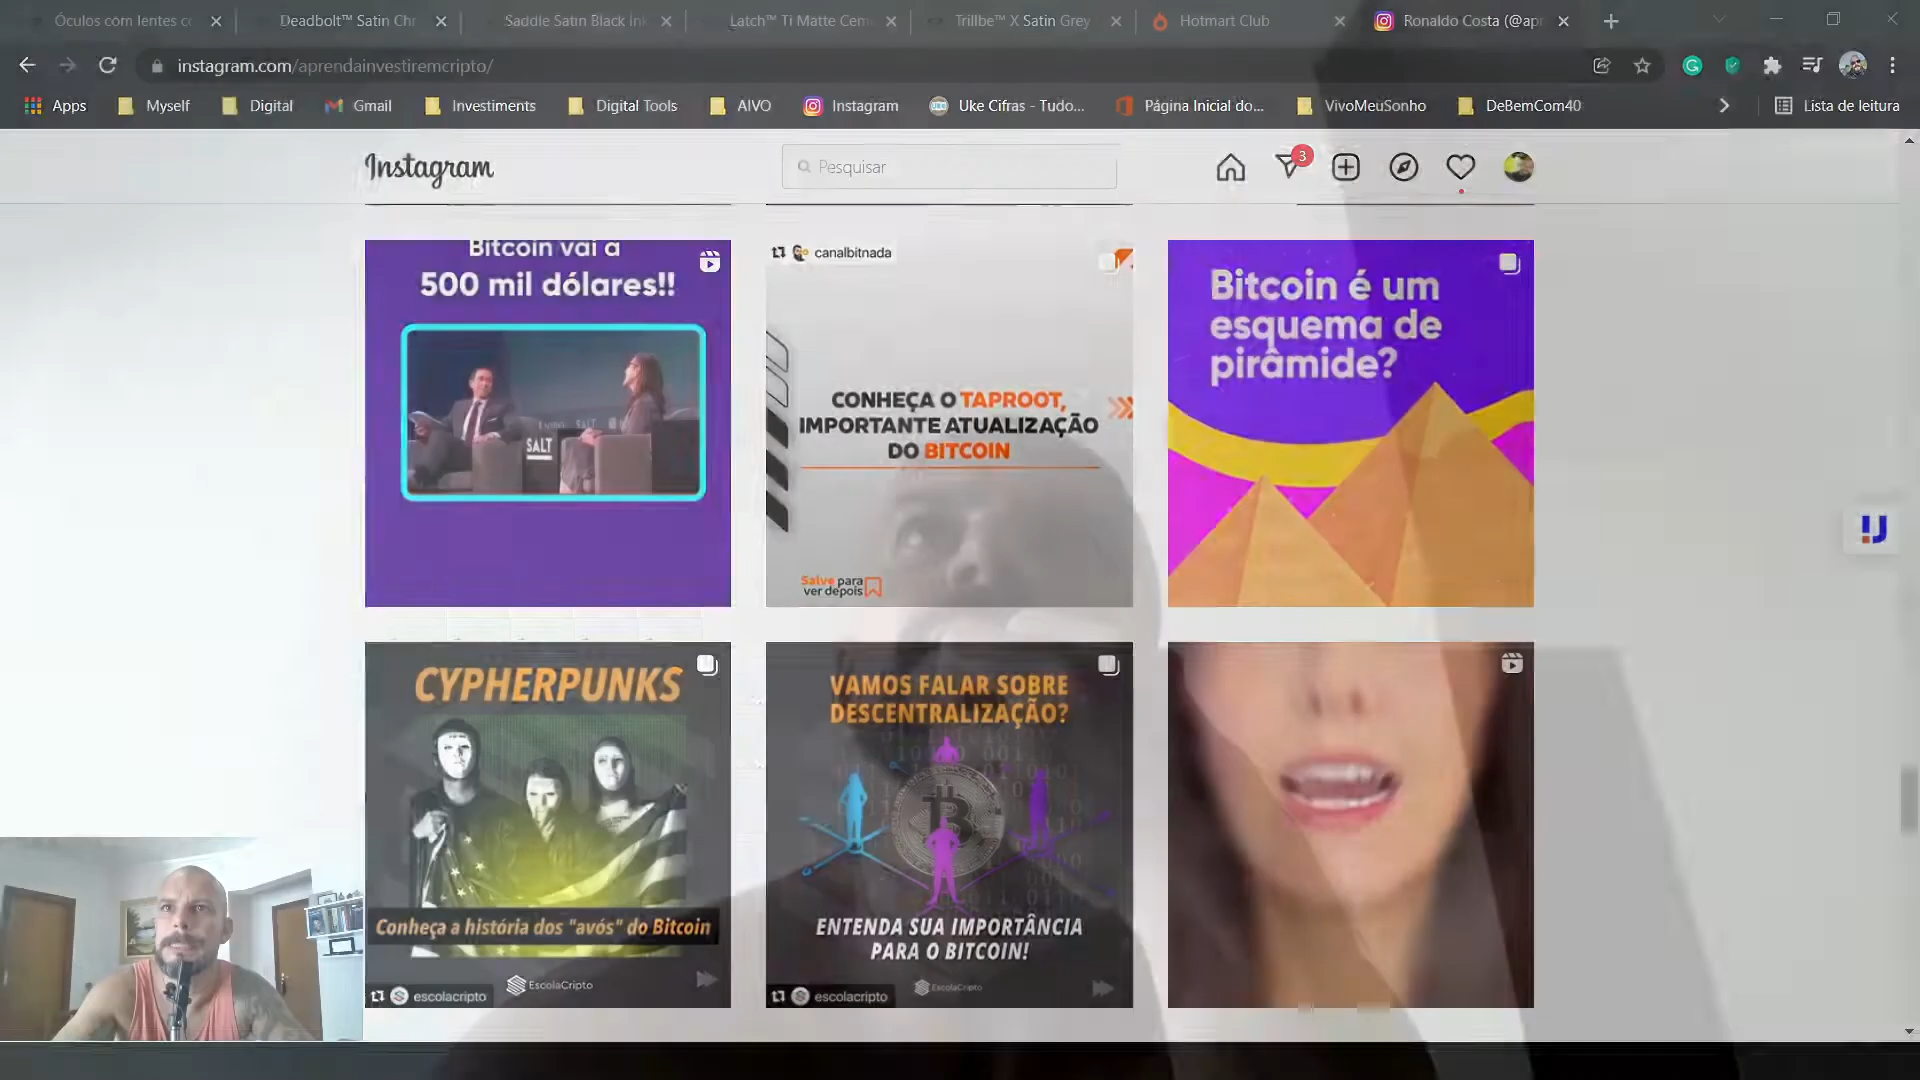 Óculos com lentes co
Deadbolt™ Satin Chr
Saddle Satin Black Ink
Latch™ Ti Matte Cem
Trillbe™ X Satin Grey
Hotmart Club
Ronaldo Costa (@apr
instagram.com/aprendainvestiremcripto/
Apps
Myself
Digital
Gmail
Investiments
Digital Tools
AIVO
Instagram
Uke Cifras - Tudo...
Página Inicial do...
VivoMeuSonho
DeBemCom40
Lista de leitura
Instagram
Pesquisar
3
Bitcoin vai a
500 mil dólares!!
SALT
canalbitnada
CONHEÇA O TAPROOT,
IMPORTANTE ATUALIZAÇÃO
DO BITCOIN
Salve para
ver depois
Bitcoin é um
esquema de
pirâmide?
CYPHERPUNKS
Conheça a história dos "avós" do Bitcoin
EscolaCripto
escolacripto
VAMOS FALAR SOBRE
DESCENTRALIZAÇÃO?
ENTENDA SUA IMPORTÂNCIA
PARA O BITCOIN!
EscolaCripto
escolacripto